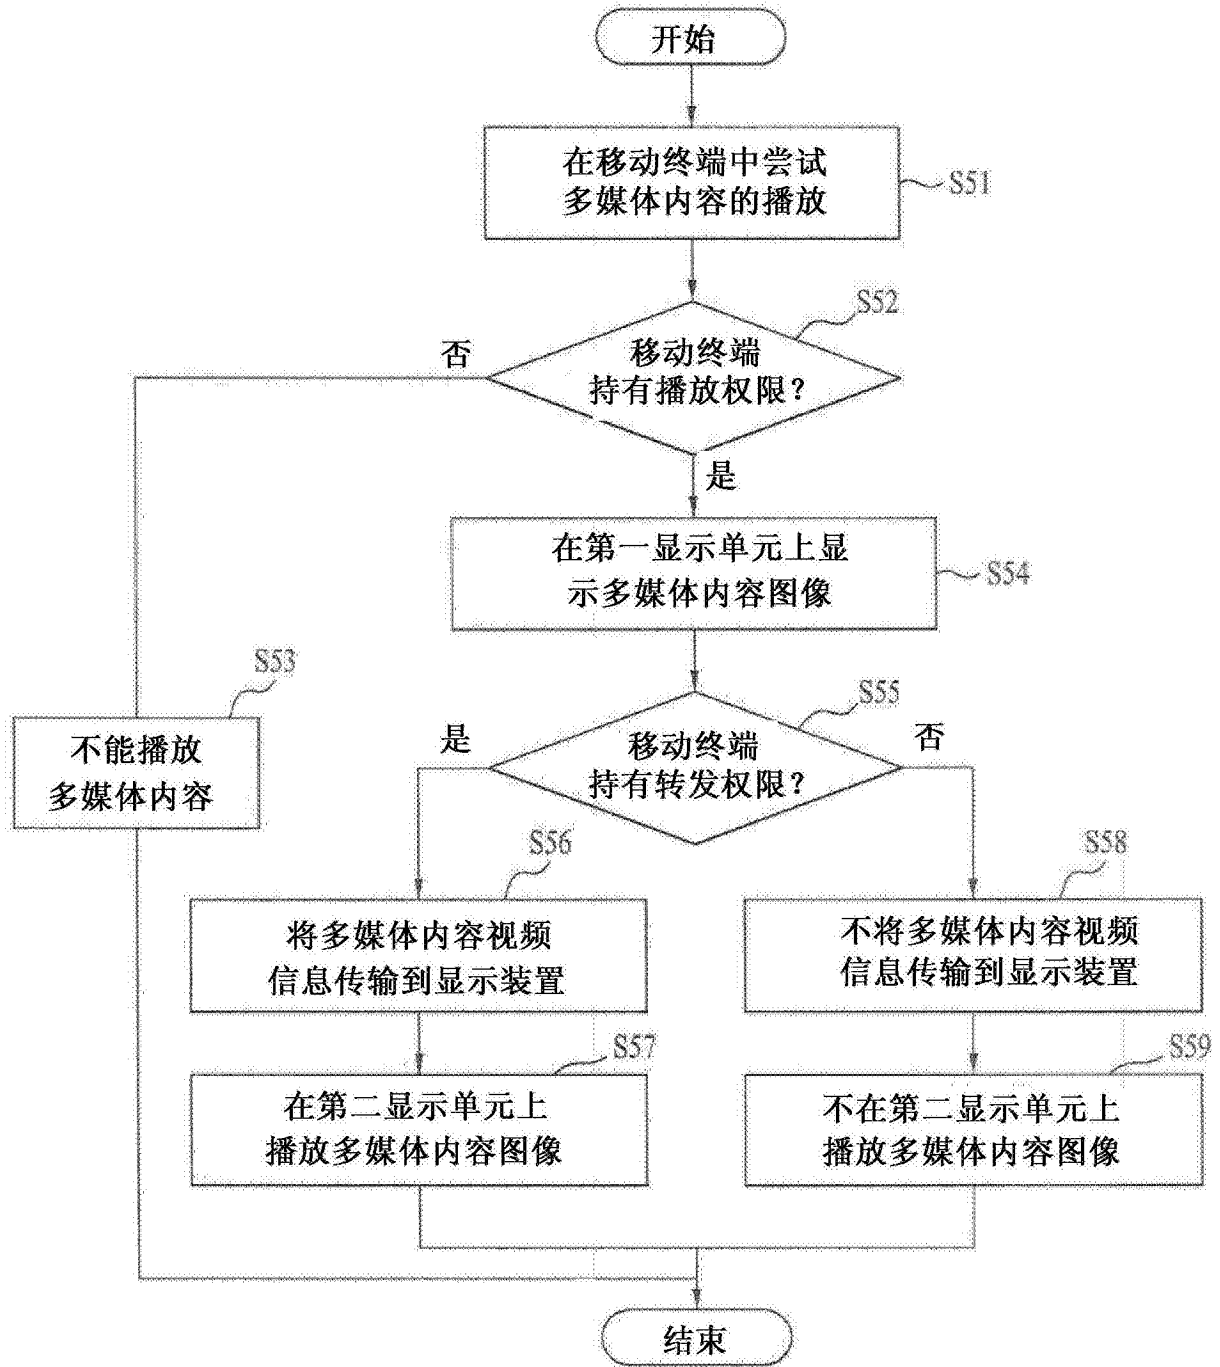 开始
在移动终端中尝试
多媒体内容的播放
S51
S52
移动终端
持有播放权限？
否
是
在第一显示单元上显
示多媒体内容图像
S54
S53
不能播放
多媒体内容
S55
移动终端
持有转发权限？
是
否
S56
将多媒体内容视频
信息传输到显示装置
S58
不将多媒体内容视频
信息传输到显示装置
S57
在第二显示单元上
播放多媒体内容图像
S59
不在第二显示单元上
播放多媒体内容图像
结束